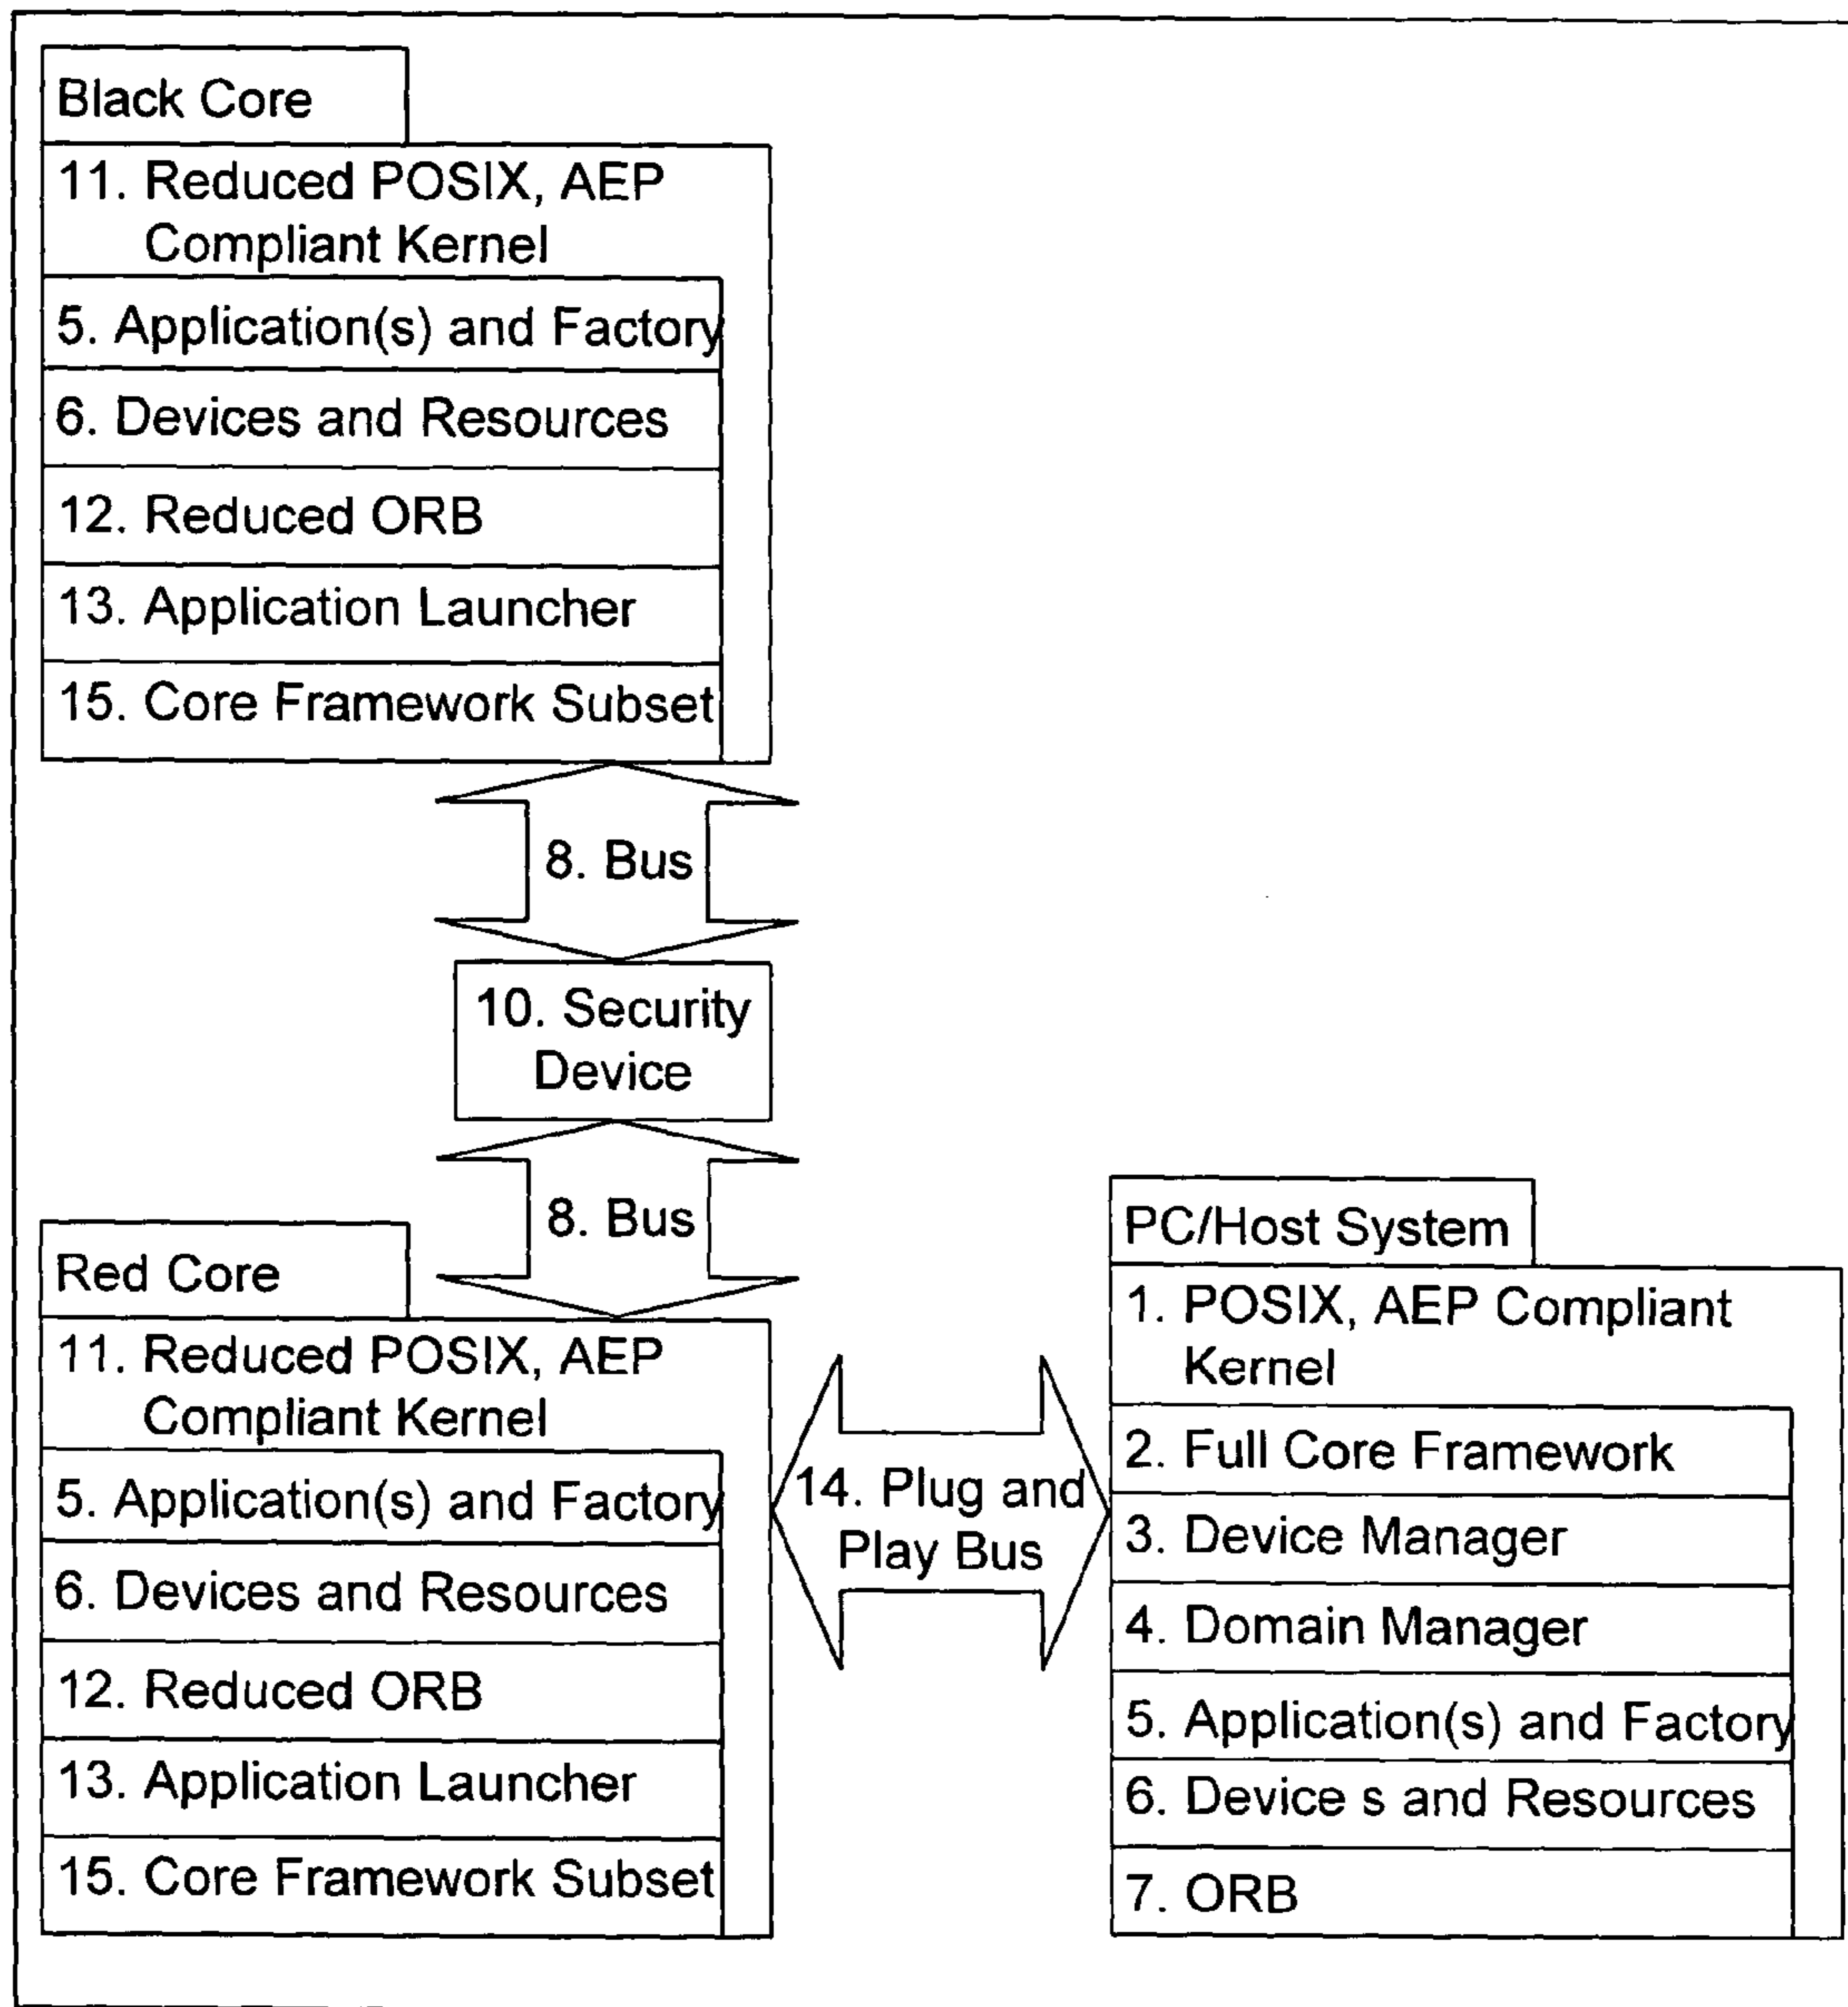 Black Core
11. Reduced POSIX, AEP
Compliant Kernel
5. Application(s) and Factory
6. Devices and Resources
12. Reduced ORB
13. Application Launcher
15. Core Framework Subset
8. Bus
10. Security
Device
8. Bus
Red Core
11. Reduced POSIX, AEP
Compliant Kernel
5. Application(s) and Factory
6. Devices and Resources
12. Reduced ORB
13. Application Launcher
15. Core Framework Subset
14. Plug and
Play Bus
PC/Host System
1. POSIX, AEP Compliant
Kernel
2. Full Core Framework
3. Device Manager
4. Domain Manager
5. Application(s) and Factory
6. Device s and Resources
7. ORB